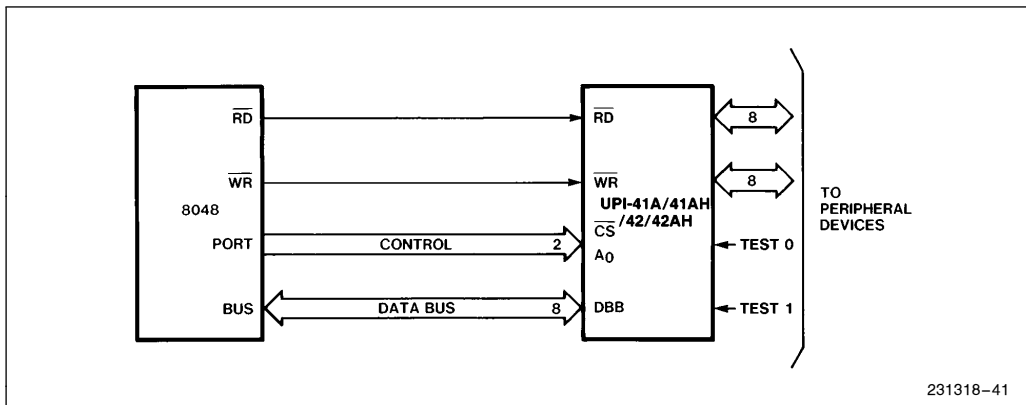 RD
RD
8
WR
WR
8
8048
UPI-41A/41AH
/42/42AH
TO
PERIPHERAL
DEVICES
PORT
CONTROL
2
CS
A0
TEST 0
BUS
DATA BUS
8
DBB
TEST 1
231318–41